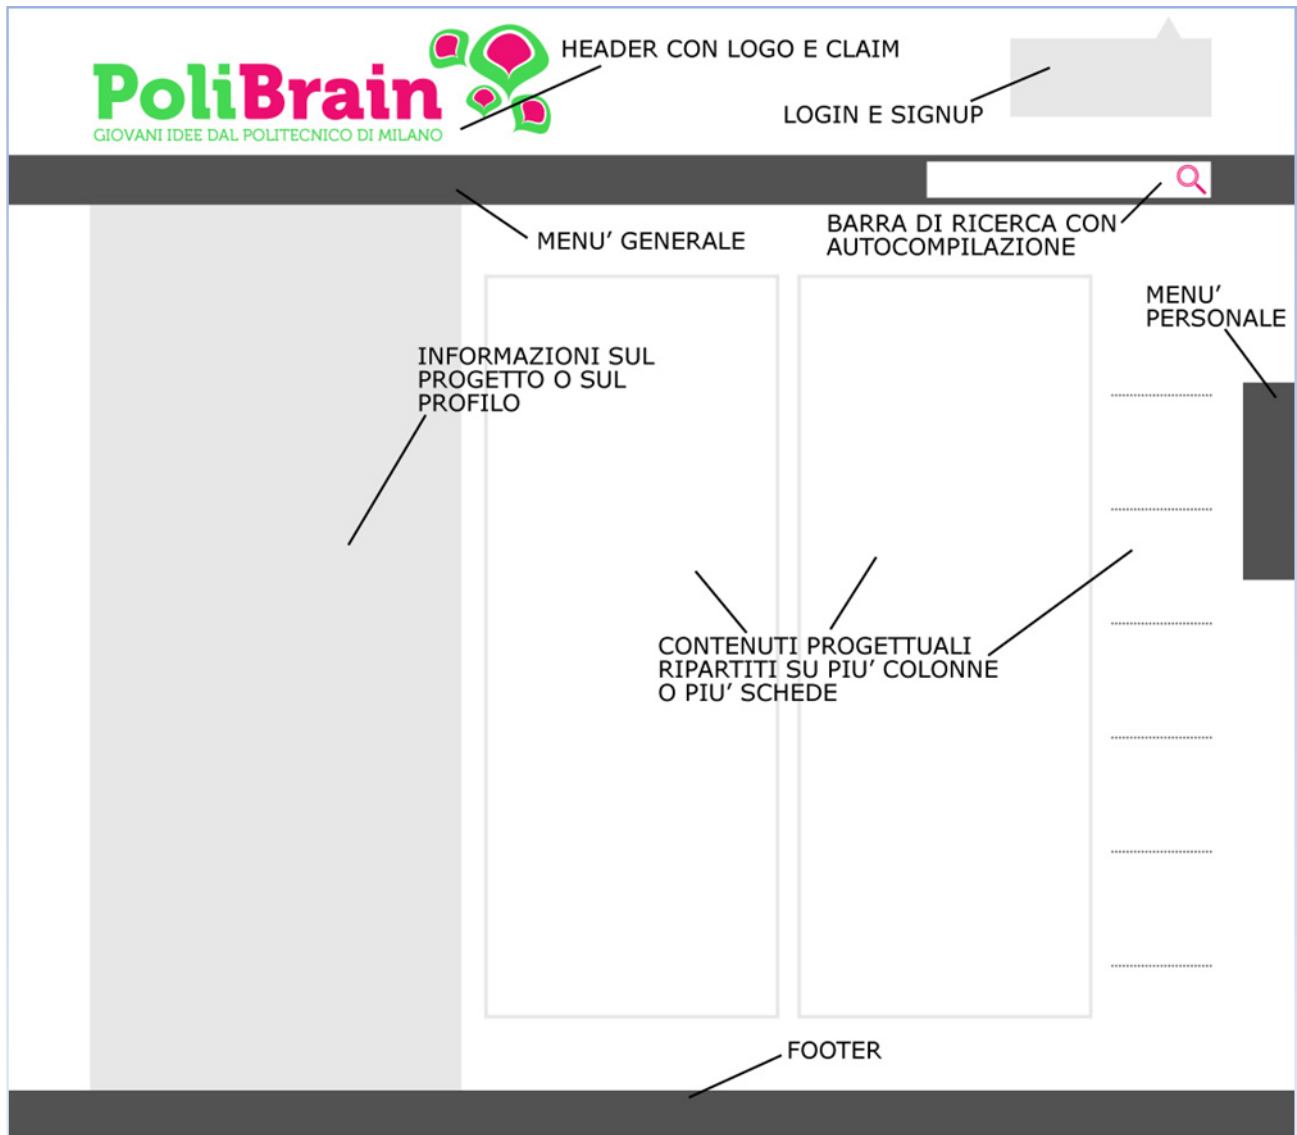 PoliBrain
GIOVANI IDEE DAL POLITECNICO DI MILANO
HEADER CON LOGO E CLAIM
LOGIN E SIGNUP
MENU’ GENERALE
BARRA DI RICERCA CON
AUTOCOMPILAZIONE
MENU’
PERSONALE
INFORMAZIONI SUL
PROGETTO O SUL
PROFILO
CONTENUTI PROGETTUALI
RIPARTITI SU PIU’ COLONNE
O PIU’ SCHEDE
FOOTER